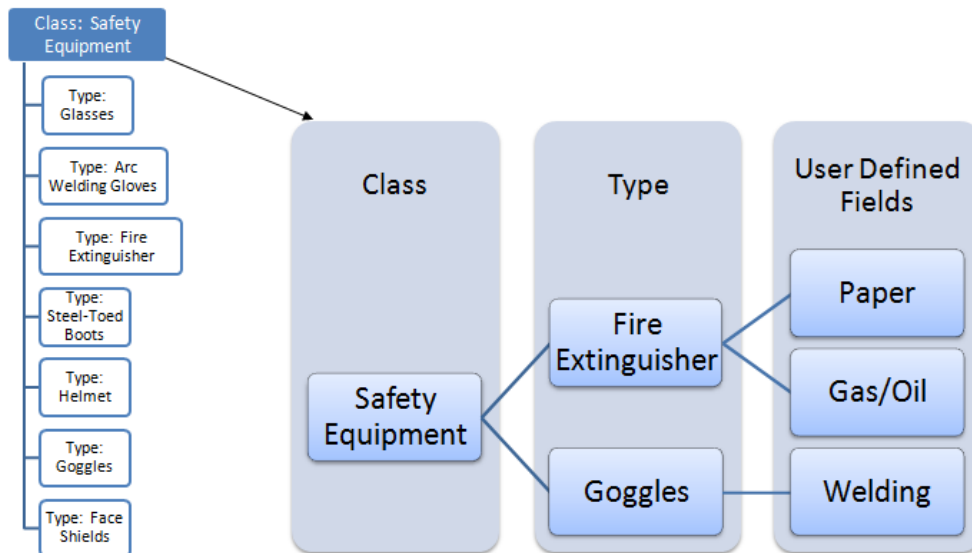 Class: Safety
Equipment
Type:
Glasses
Type: Arc
Welding Gloves
Type: Fire
Extinguisher
Type:
Steel-Toed
Boots
Type:
Helmet
Type:
Goggles
Type: Face
Shields
Class
Safety
Equipment
Type
Fire
Extinguisher
Goggles
User Defined
Fields
Paper
Gas/Oil
Welding